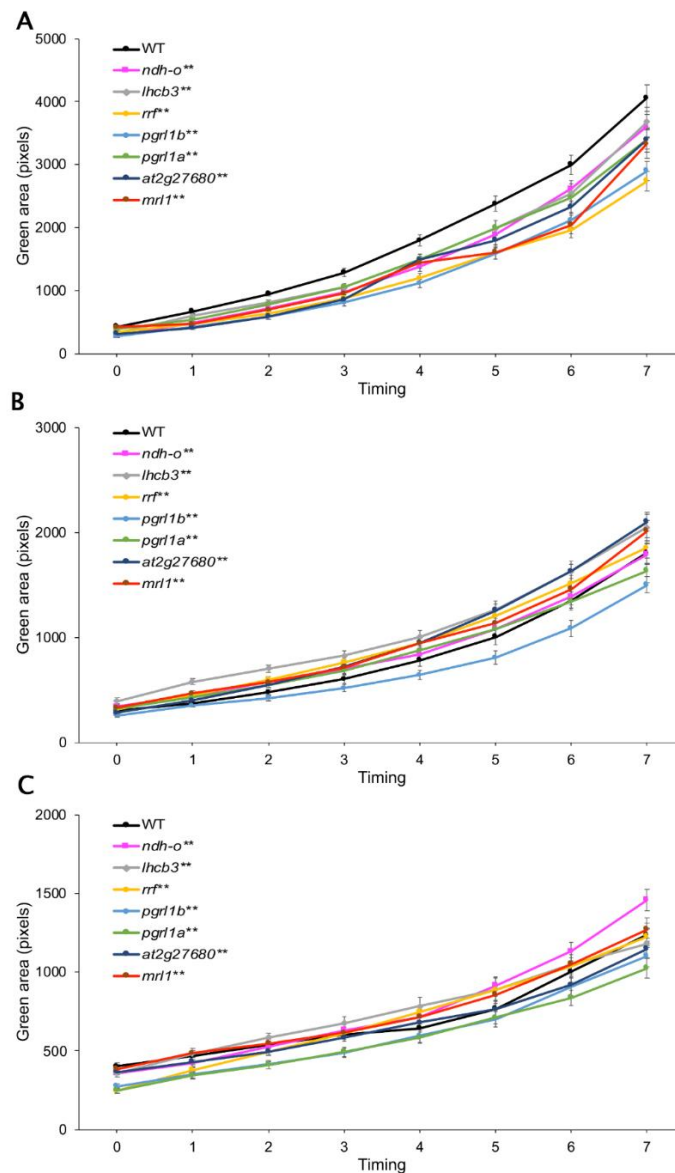 A
5000
4000
3000
2000
1000
0
Green area (pixels)
WT
ndh-o**
lhcb3**
rrf**
pgrl1b**
pgrl1a**
at2g27680**
mrl1**
0 1 2 3 4 5 6 7
Timing
B
3000
2000
1000
0
Green area (pixels)
WT
ndh-o**
lhcb3**
rrf**
pgrl1b**
pgrl1a**
at2g27680**
mrl1**
0 1 2 3 4 5 6 7
Timing
C
2000
1500
1000
500
0
Green area (pixels)
WT
ndh-o**
lhcb3**
rrf**
pgrl1b**
pgrl1a**
at2g27680**
mrl1**
0 1 2 3 4 5 6 7
Timing